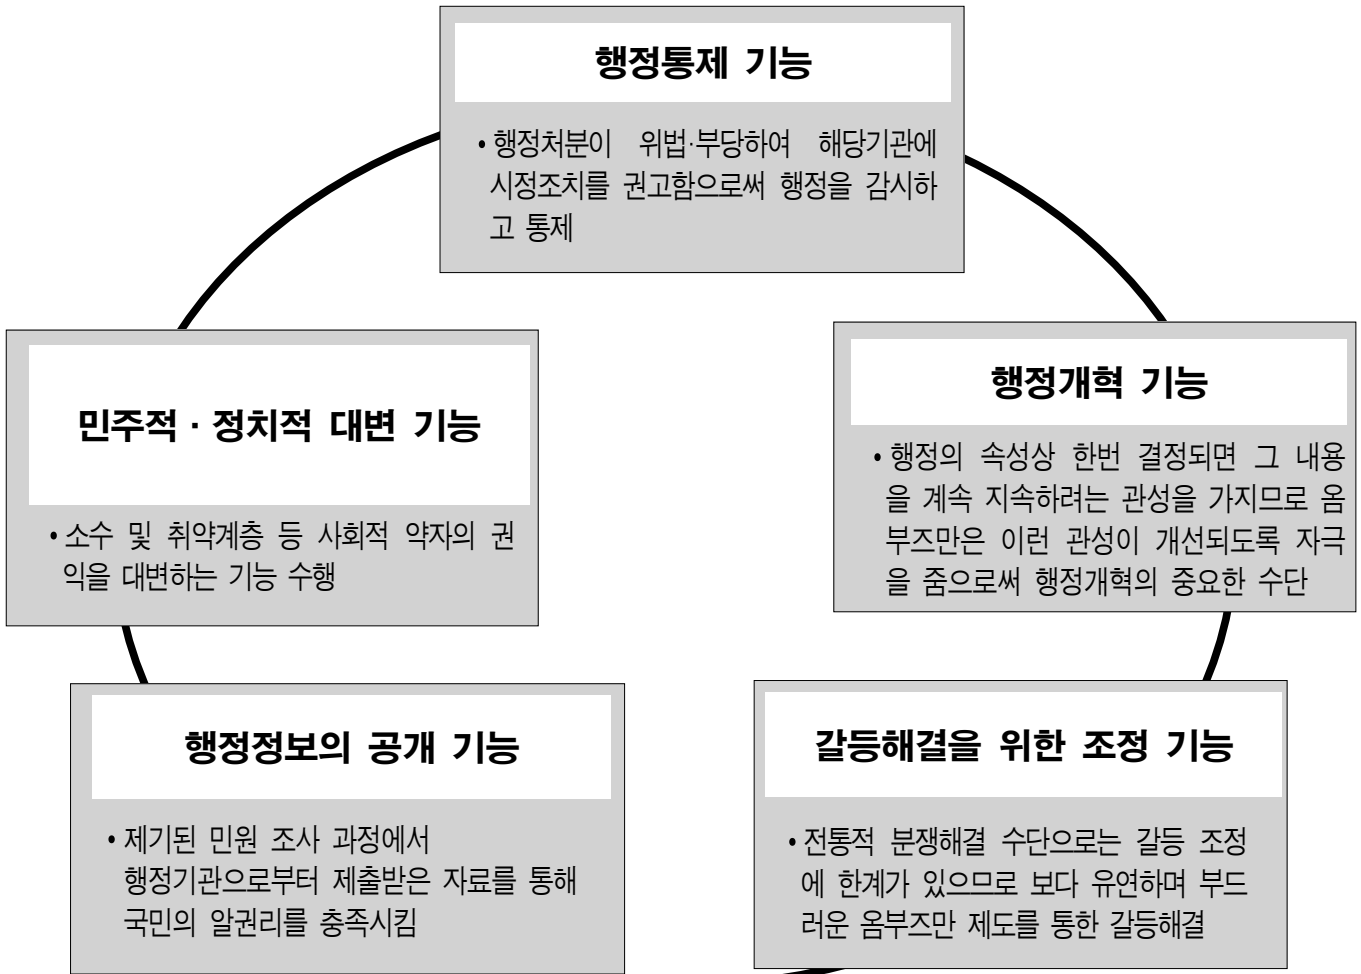 행정통제 기능
• 행정처분이 위법·부당하여 해당기관에
시정조치를 권고함으로써 행정을 감시하
고 통제
민주적 · 정치적 대변 기능
• 소수 및 취약계층 등 사회적 약자의 권
익을 대변하는 기능 수행
행정개혁 기능
• 행정의 속성상 한번 결정되면 그 내용
을 계속 지속하려는 관성을 가지므로 옴
부즈만은 이런 관성이 개선되도록 자극
을 줌으로써 행정개혁의 중요한 수단
행정정보의 공개 기능
• 제기된 민원 조사 과정에서
행정기관으로부터 제출받은 자료를 통해
국민의 알권리를 충족시킴
갈등해결을 위한 조정 기능
• 전통적 분쟁해결 수단으로는 갈등 조정
에 한계가 있으므로 보다 유연하며 부드
러운 옴부즈만 제도를 통한 갈등해결